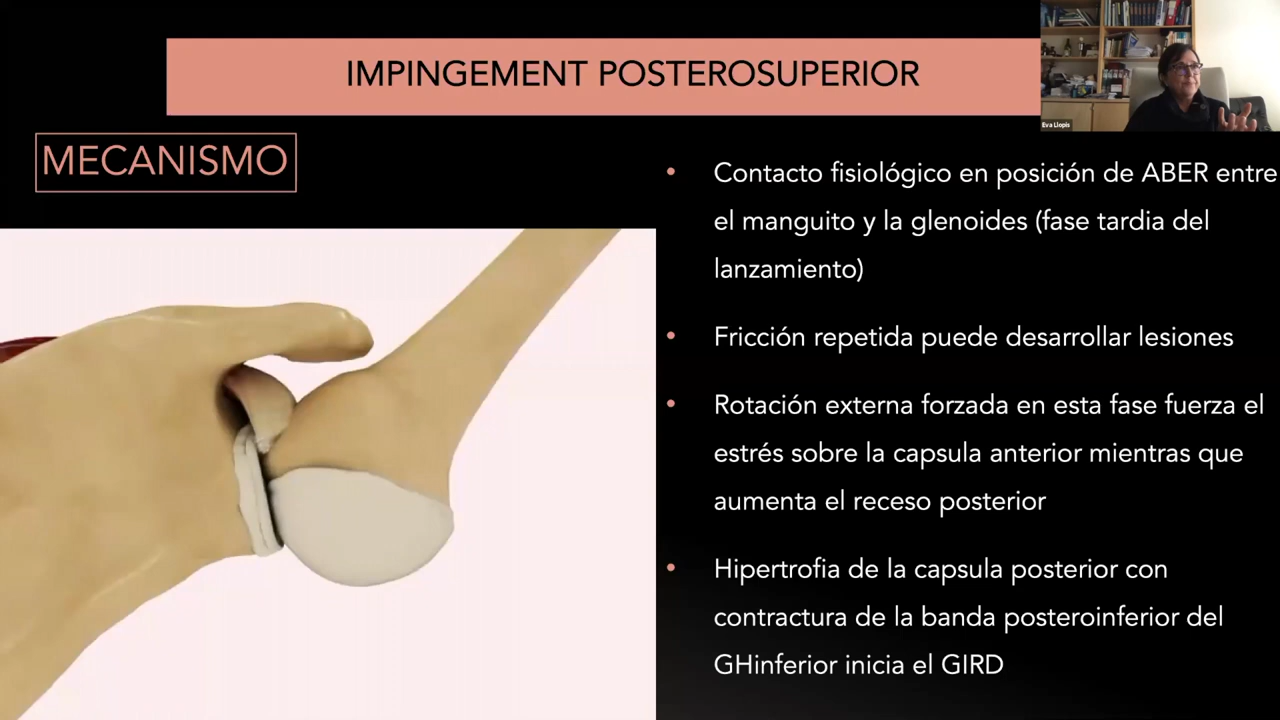 IMPINGEMENT POSTEROSUPERIOR
Eva Llopis
MECANISMO
• Contacto fisiológico en posición de ABER entre
el manguito y la glenoides (fase tardia del
lanzamiento)
• Fricción repetida puede desarrollar lesiones
• Rotación externa forzada en esta fase fuerza el
estrés sobre la capsula anterior mientras que
aumenta el receso posterior
• Hipertrofia de la capsula posterior con
contractura de la banda posteroinferior del
GHinferior inicia el GIRD